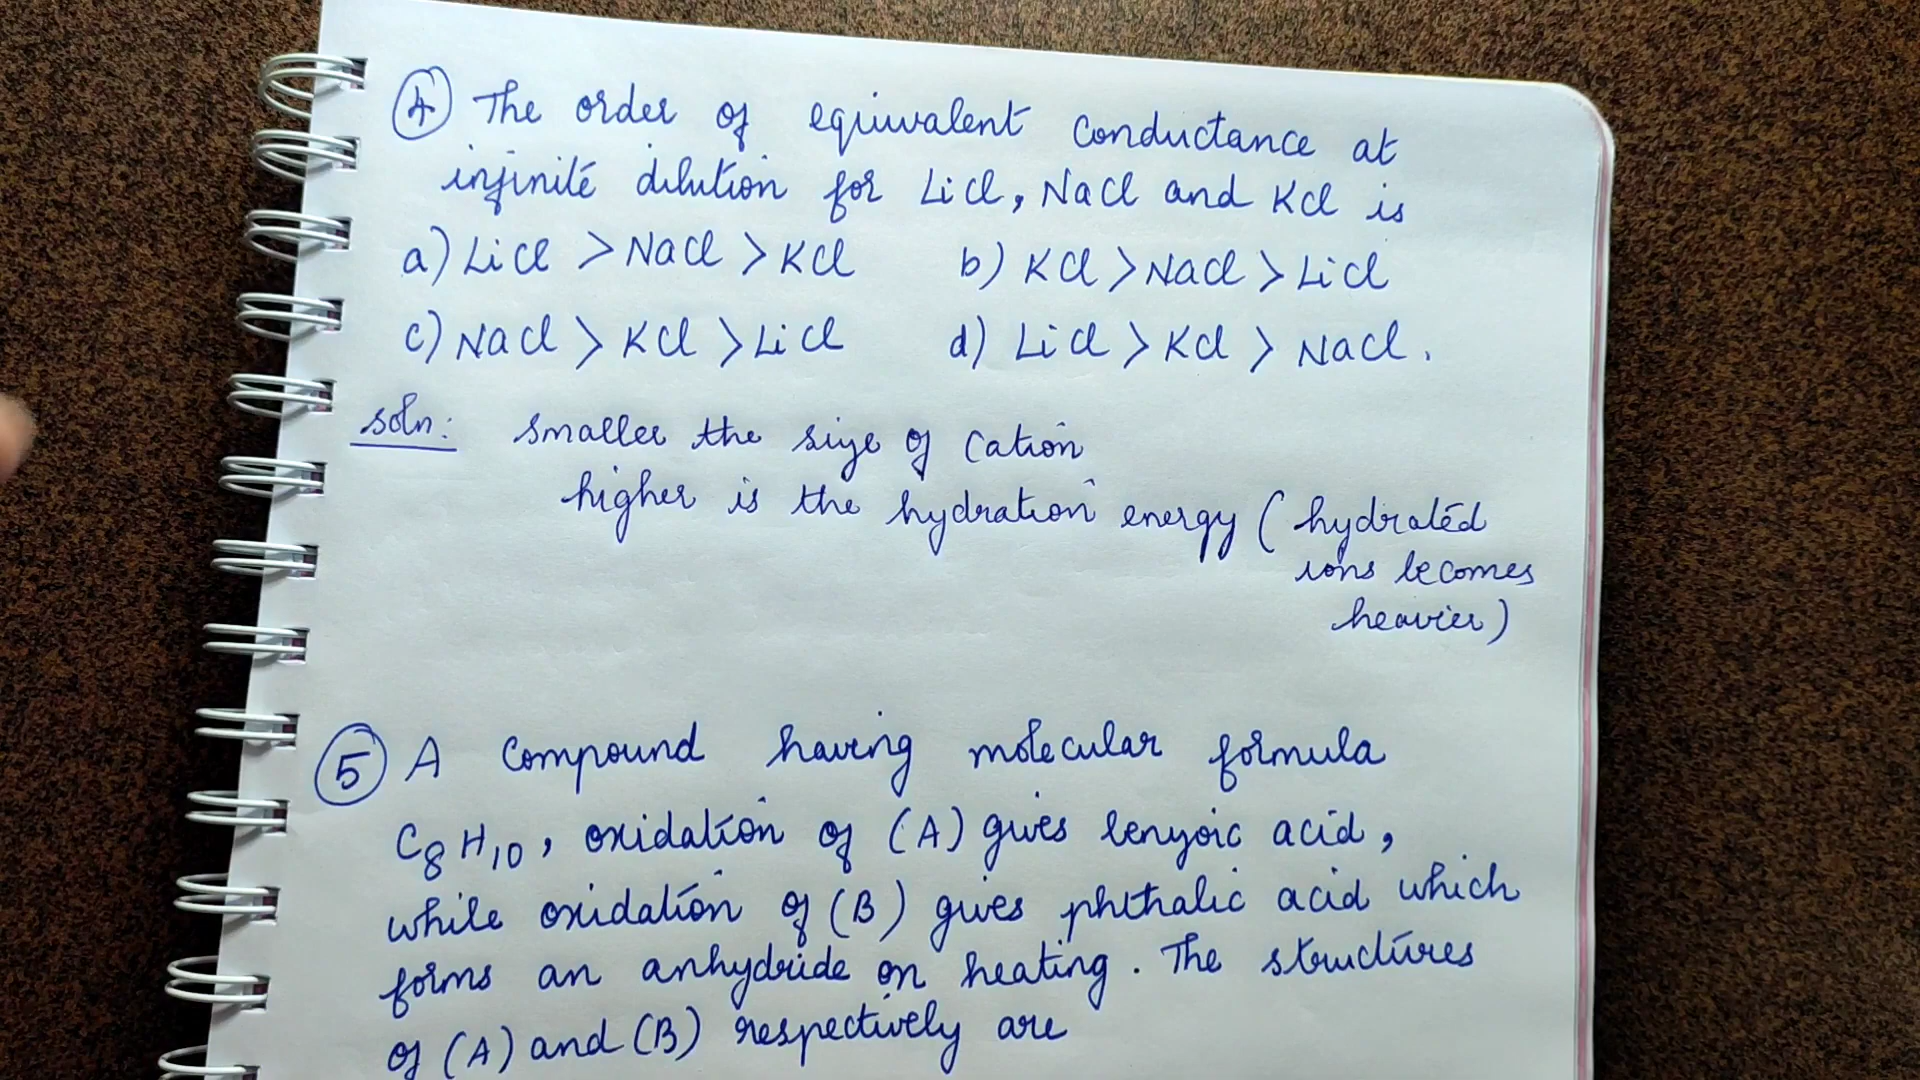 4 The order of equivalent conductance at
infinite dilution for LiCl, NaCl and KCl is
a) LiCl > NaCl > KCl b) KCl > NaCl > LiCl
c) NaCl > KCl > LiCl d) LiCl > KCl > NaCl.
soln: smaller the size of cation
higher is the hydration energy ( hydrated
ions becomes
heavier)
5 A compound having molecular formula
C8H10, oxidation of (A) gives benzoic acid,
while oxidation of (B) gives phthalic acid which
forms an anhydride on heating. The structures
of (A) and (B) respectively are